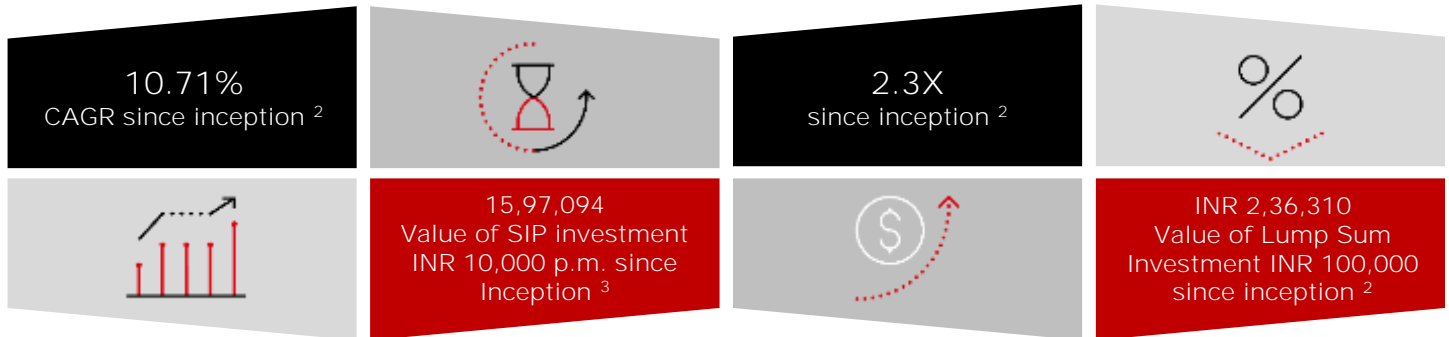 10.71%
CAGR since inception ²
2.3X
since inception ²
15,97,094
Value of SIP investment
INR 10,000 p.m. since
Inception ³
INR 2,36,310
Value of Lump Sum
Investment INR 100,000
since inception ²